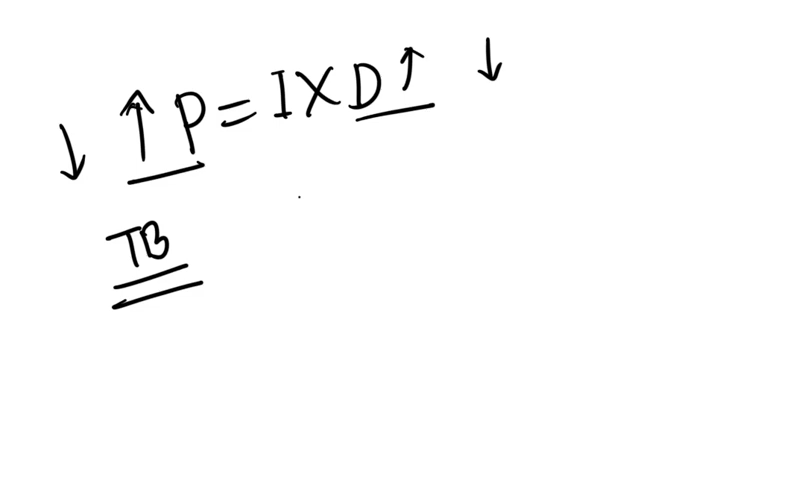 ↓ ↑ P = I X D ↑ ↓
TB